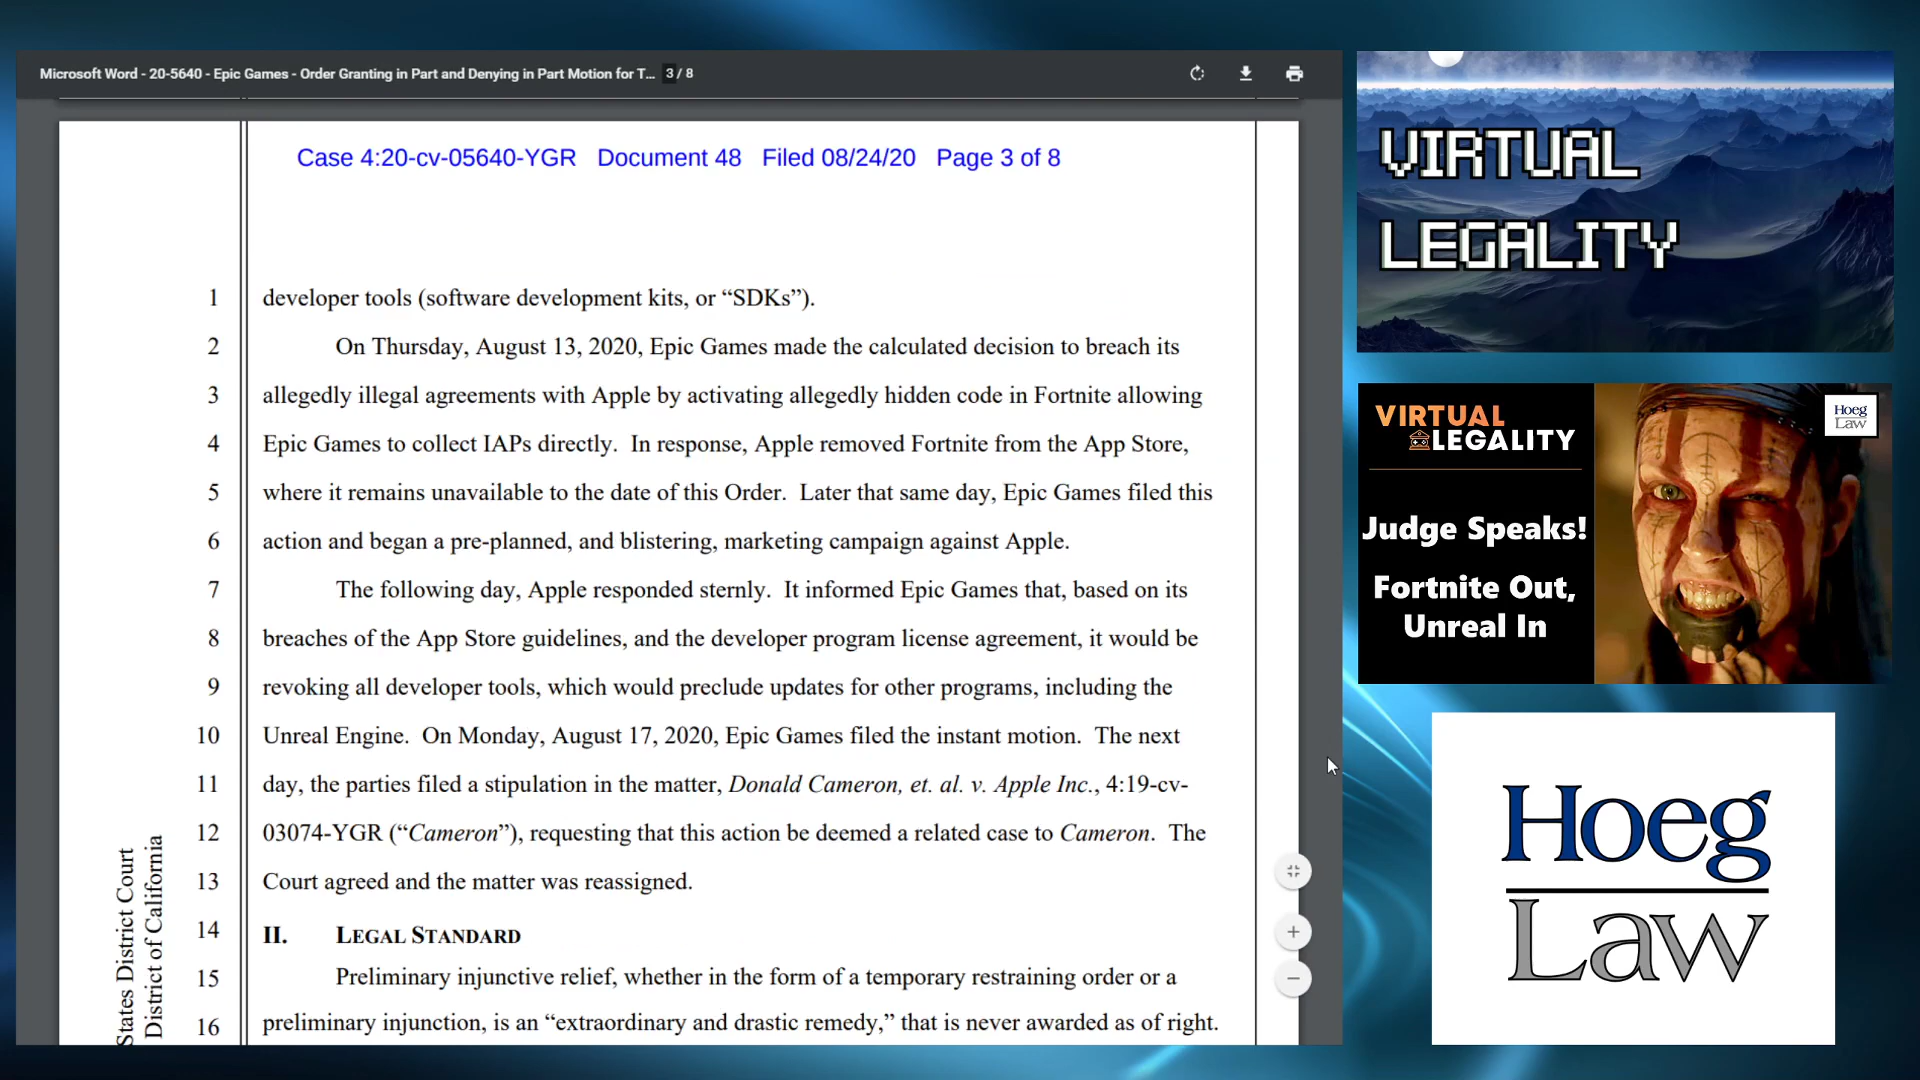 Microsoft Word - 20-5640 - Epic Games - Order Granting in Part and Denying in Part Motion for T... 3 / 8
Case 4:20-cv-05640-YGR Document 48 Filed 08/24/20 Page 3 of 8
1 developer tools (software development kits, or “SDKs”).
2 On Thursday, August 13, 2020, Epic Games made the calculated decision to breach its
3 allegedly illegal agreements with Apple by activating allegedly hidden code in Fortnite allowing
4 Epic Games to collect IAPs directly. In response, Apple removed Fortnite from the App Store,
5 where it remains unavailable to the date of this Order. Later that same day, Epic Games filed this
6 action and began a pre-planned, and blistering, marketing campaign against Apple.
7 The following day, Apple responded sternly. It informed Epic Games that, based on its
8 breaches of the App Store guidelines, and the developer program license agreement, it would be
9 revoking all developer tools, which would preclude updates for other programs, including the
10 Unreal Engine. On Monday, August 17, 2020, Epic Games filed the instant motion. The next
11 day, the parties filed a stipulation in the matter, Donald Cameron, et. al. v. Apple Inc., 4:19-cv-
12 03074-YGR (“Cameron”), requesting that this action be deemed a related case to Cameron. The
13 Court agreed and the matter was reassigned.
14 II. LEGAL STANDARD
15 Preliminary injunctive relief, whether in the form of a temporary restraining order or a
16 preliminary injunction, is an “extraordinary and drastic remedy,” that is never awarded as of right.
States District Court
District of California
VIRTUAL
LEGALITY
VIRTUAL
LEGALITY
Judge Speaks!
Fortnite Out,
Unreal In
Hoeg
Law
Hoeg
Law